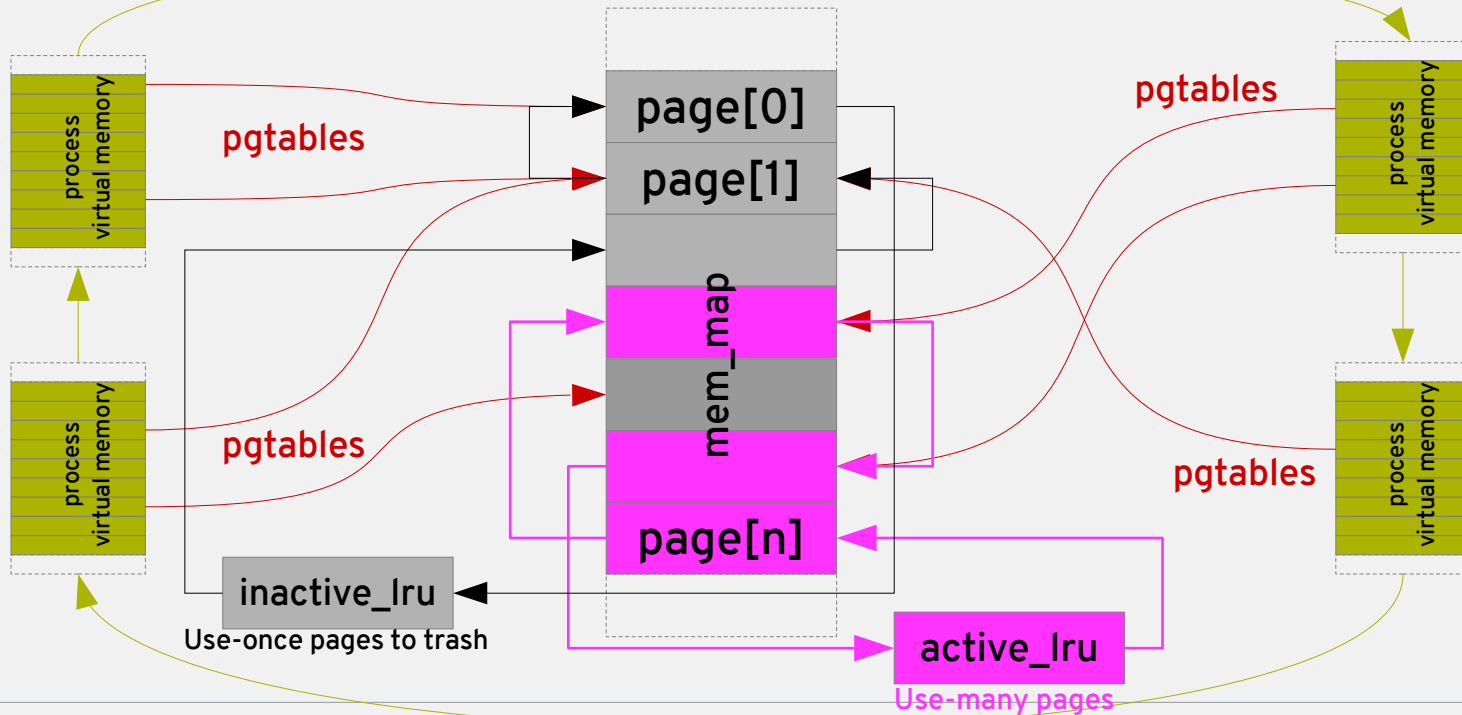 process
virtual memory
pgtables
page[0]
page[1]
pgtables
process
virtual memory
mem_map
process
virtual memory
pgtables
page[n]
pgtables
process
virtual memory
inactive_lru
Use-once pages to trash
active_lru
Use-many pages